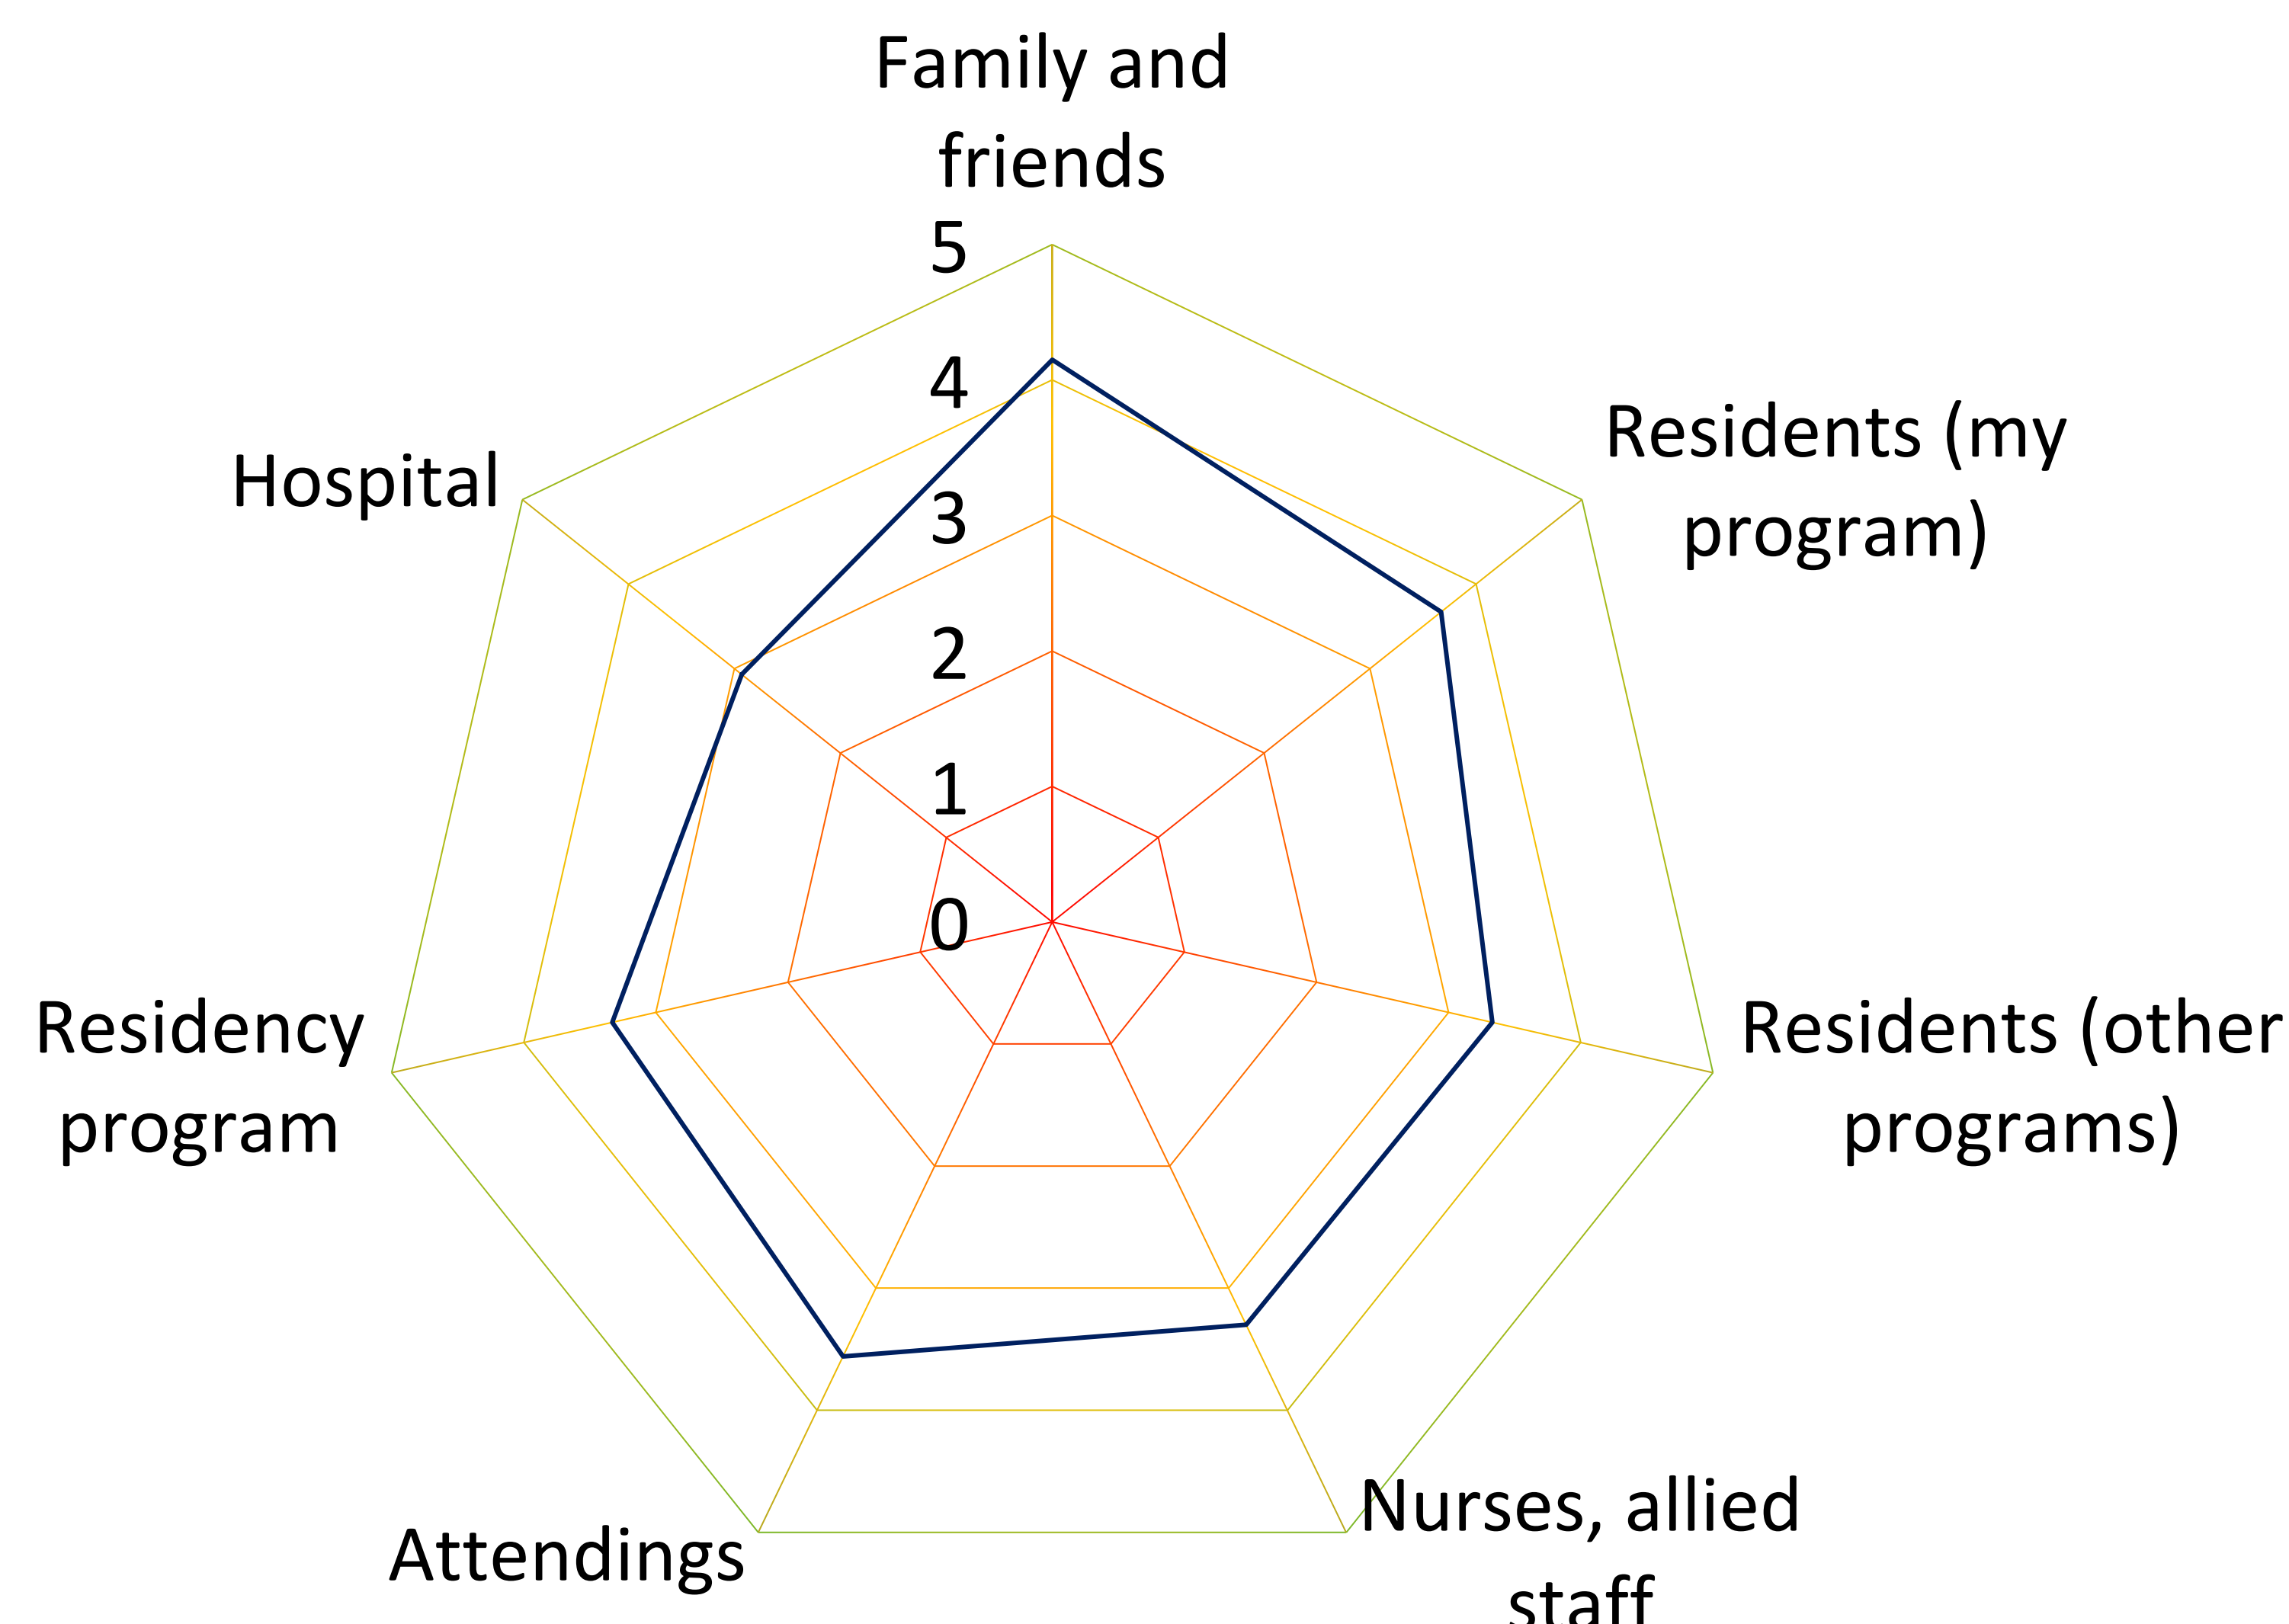 Family and
friends
5
4
3
2
1
0
Residents (my
program)
Residents (other
programs)
Nurses, allied
staff
Attendings
Residency
program
Hospital